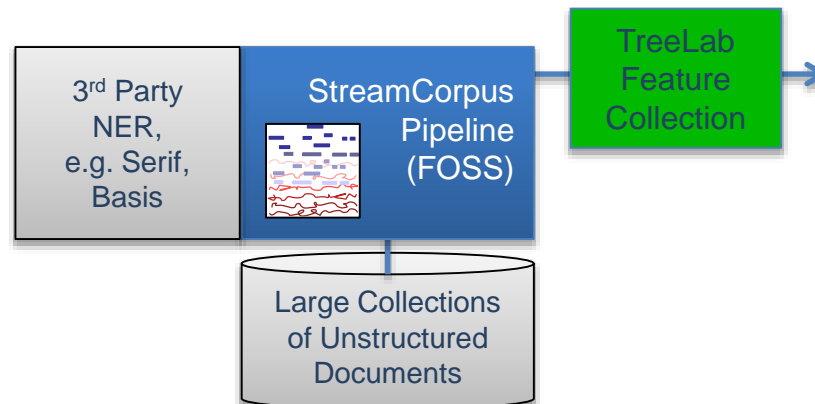 3rd Party
NER,
e.g. Serif,
Basis
StreamCorpus
Pipeline
(FOSS)
TreeLab
Feature
Collection
Large Collections
of Unstructured
Documents